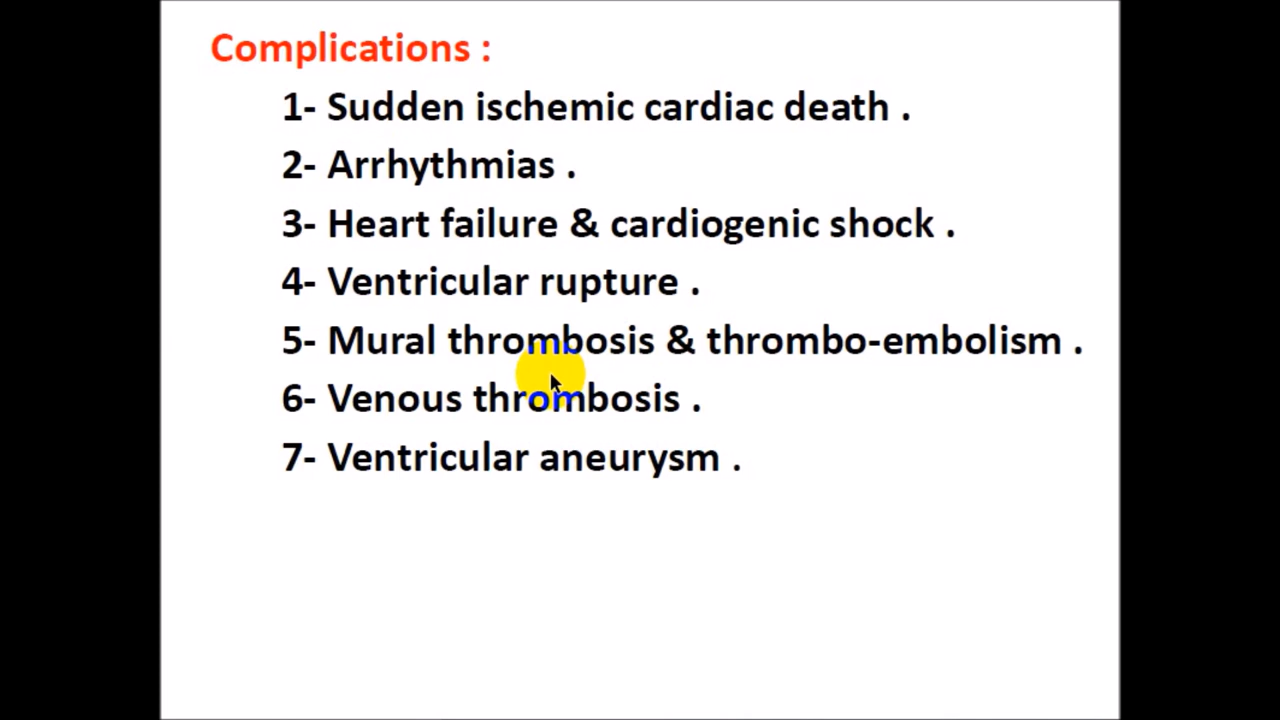 Complications :
1- Sudden ischemic cardiac death .
2- Arrhythmias .
3- Heart failure & cardiogenic shock .
4- Ventricular rupture .
5- Mural thrombosis & thrombo-embolism .
6- Venous thrombosis .
7- Ventricular aneurysm .